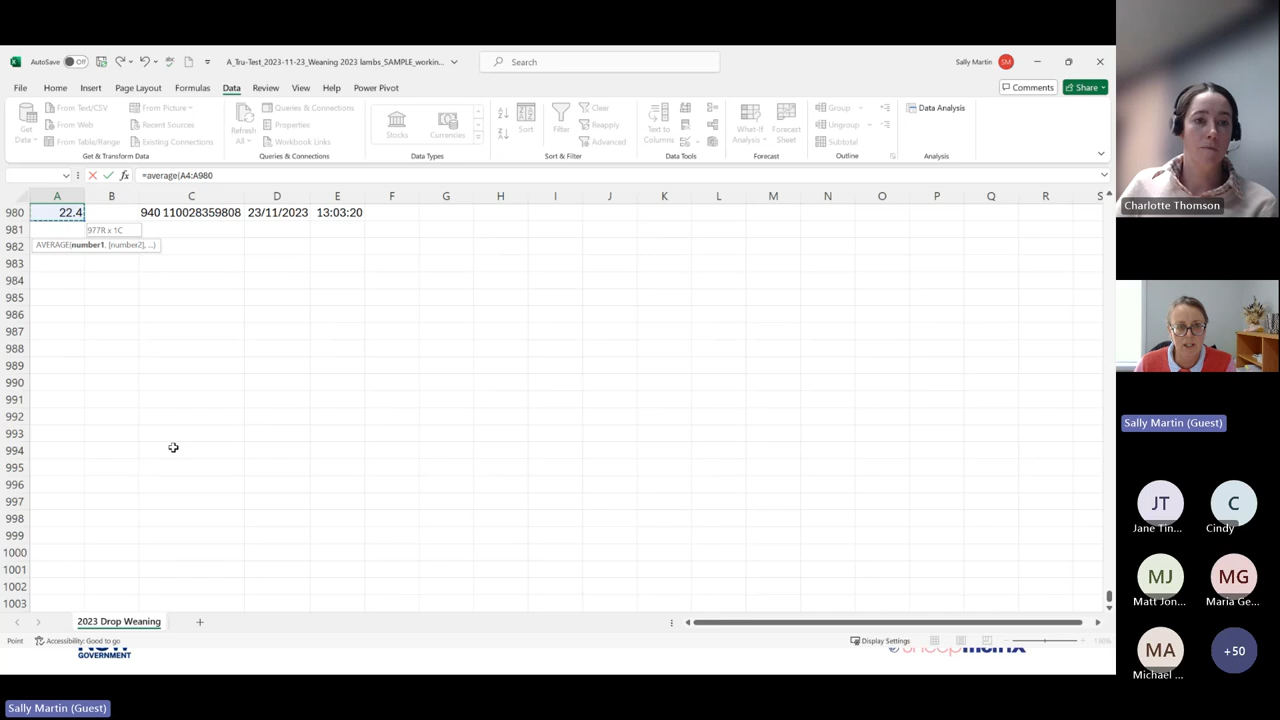 AutoSave Off A_Tru-Test_2023-11-23_Weaning 2023 lambs_SAMPLE_workin... Search Sally Martin SM
File Home Insert Draw Page Layout Formulas Data Review View Help Power Pivot Comments Share
Get Data From Text/CSV From Picture Refresh All Queries & Connections Stocks Currencies Sort Filter Clear Text to Columns What-If Analysis Forecast Sheet Group Data Analysis
From Web Recent Sources Properties Reapply Ungroup
From Table/Range Existing Connections Workbook Links Advanced Subtotal
Get & Transform Data Queries & Connections Data Types Sort & Filter Data Tools Forecast Outline Analysis
fx =average(A4:A980
A B C D E F G H I J K L M N O P Q R S
980 22.4 940 110028359808 23/11/2023 13:03:20
981 977R x 1C
982 AVERAGE(number1, [number2], ...)
983
984
985
986
987
988
989
990
991
992
993
994
995
996
997
998
999
1000
1001
1002
1003
2023 Drop Weaning
Point Accessibility: Good to go Display Settings
GOVERNMENT
Sally Martin (Guest)
Charlotte Thomson
Sally Martin (Guest)
JT C
Jane Tin... Cindy
MJ MG
Matt Jon... Maria Ge...
MA +50
Michael ...